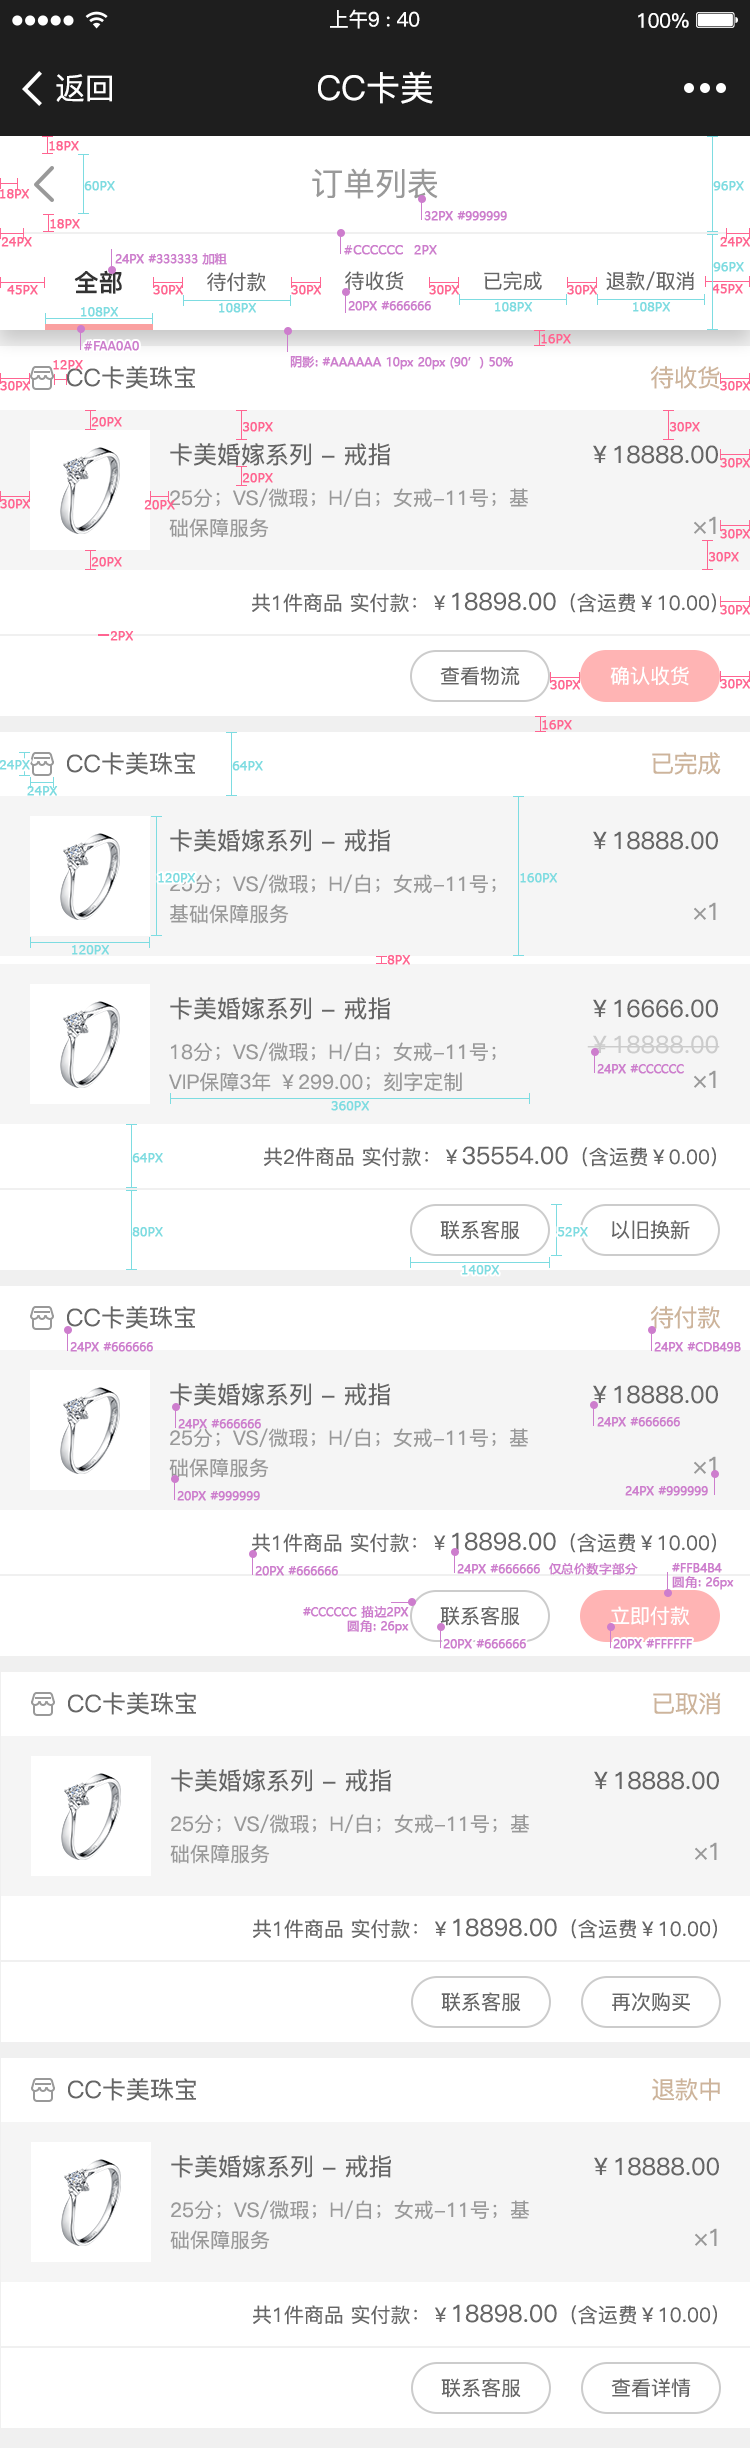 上午9 : 40
100%
返回
CC卡美
18PX
60PX
96PX
18PX
订单列表
32PX #999999
18PX
24PX
24PX
#CCCCCC 2PX
24PX #333333 加粗
96PX
45PX
全部
30PX
待付款
30PX
待收货
30PX
已完成
30PX
退款/取消
45PX
108PX
108PX
20PX #666666
108PX
108PX
#FAA0A0
阴影: #AAAAAA 10px 20px (90′) 50%
16PX
12PX
30PX
CC卡美珠宝
待收货
30PX
20PX
30PX
30PX
卡美婚嫁系列 – 戒指
¥ 18888.00
30PX
20PX
30PX
20PX
25分；VS/微瑕；H/白；女戒–11号；基
础保障服务
×1
30PX
20PX
30PX
共1件商品 实付款：¥ 18898.00（含运费 ¥ 10.00）
30PX
2PX
查看物流
30PX
确认收货
30PX
16PX
24PX
CC卡美珠宝
64PX
已完成
24PX
卡美婚嫁系列 – 戒指
¥ 18888.00
120PX
25分；VS/微瑕；H/白；女戒–11号；
160PX
基础保障服务
×1
120PX
8PX
卡美婚嫁系列 – 戒指
¥ 16666.00
18分；VS/微瑕；H/白；女戒–11号；
¥ 18888.00
24PX #CCCCCC
VIP保障3年 ¥ 299.00；刻字定制
×1
360PX
64PX
共2件商品 实付款：¥ 35554.00（含运费 ¥ 0.00）
80PX
联系客服
52PX
以旧换新
140PX
CC卡美珠宝
待付款
24PX #666666
24PX #CDB49B
卡美婚嫁系列 – 戒指
¥ 18888.00
24PX #666666
24PX #666666
25分；VS/微瑕；H/白；女戒–11号；基
础保障服务
×1
20PX #999999
24PX #999999
共1件商品 实付款：¥ 18898.00（含运费 ¥ 10.00）
20PX #666666
24PX #666666 仅总价数字部分
#FFB4B4
圆角: 26px
#CCCCCC 描边2PX
圆角: 26px
联系客服
立即付款
20PX #666666
20PX #FFFFFF
CC卡美珠宝
已取消
卡美婚嫁系列 – 戒指
¥ 18888.00
25分；VS/微瑕；H/白；女戒–11号；基
础保障服务
×1
共1件商品 实付款：¥ 18898.00（含运费 ¥ 10.00）
联系客服
再次购买
CC卡美珠宝
退款中
卡美婚嫁系列 – 戒指
¥ 18888.00
25分；VS/微瑕；H/白；女戒–11号；基
础保障服务
×1
共1件商品 实付款：¥ 18898.00（含运费 ¥ 10.00）
联系客服
查看详情